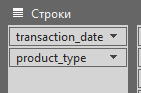 Строки
transaction_date
product_type